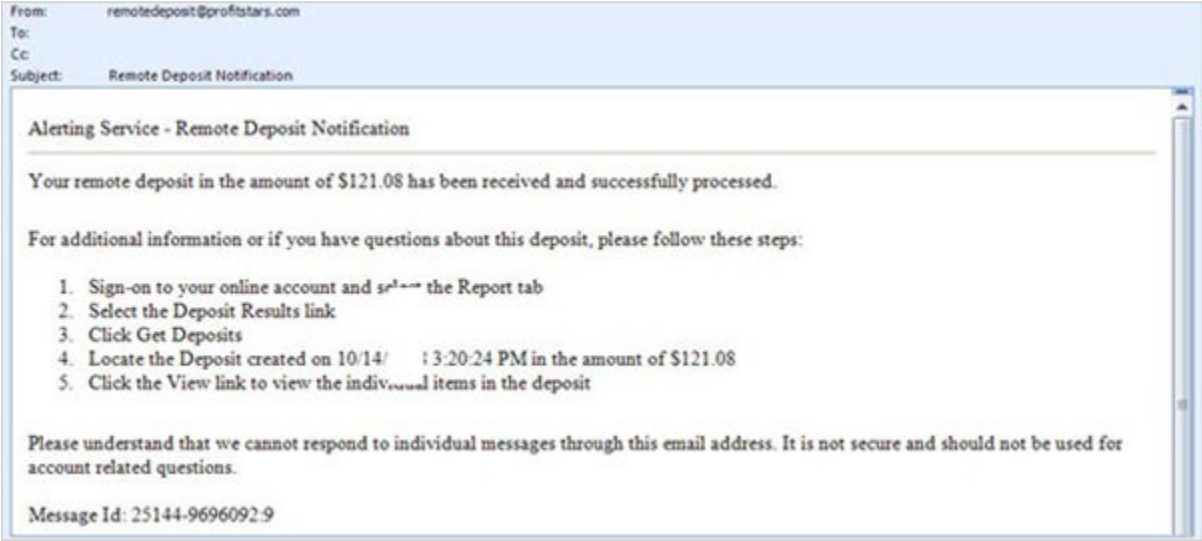 From: remotedeposit@profitstars.com
To:
Cc:
Subject: Remote Deposit Notification
Alerting Service - Remote Deposit Notification
Your remote deposit in the amount of $121.08 has been received and successfully processed.
For additional information or if you have questions about this deposit, please follow these steps:
1. Sign-on to your online account and select the Report tab
2. Select the Deposit Results link
3. Click Get Deposits
4. Locate the Deposit created on 10/14/ 3:20:24 PM in the amount of $121.08
5. Click the View link to view the individual items in the deposit
Please understand that we cannot respond to individual messages through this email address. It is not secure and should not be used for
account related questions.
Message Id: 25144-9696092:9